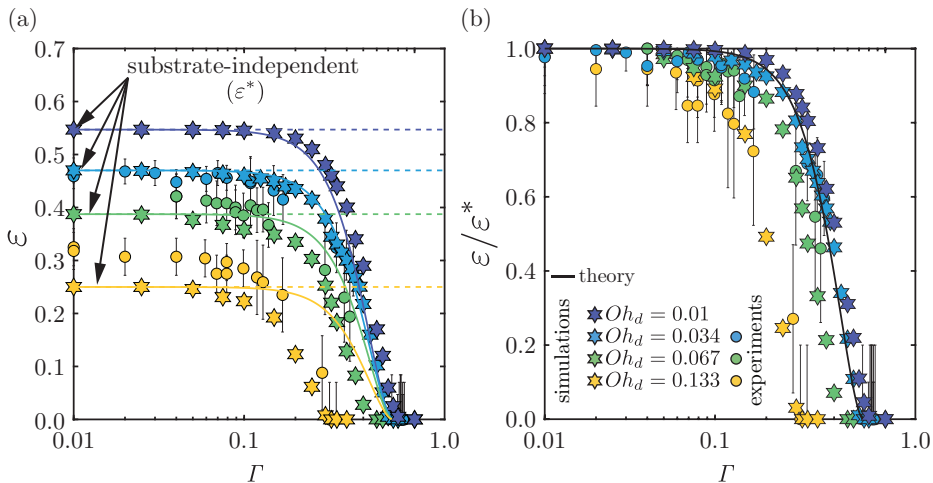 (a)
0.7
0.6
0.5
0.4
0.3
0.2
0.1
0.0
ε
substrate-independent
(ε*)
0.01
0.1
1.0
Γ
(b)
1.0
0.8
0.6
0.4
0.2
0.0
ε/ε*
theory
simulations
Oh_d = 0.01
Oh_d = 0.034
Oh_d = 0.067
Oh_d = 0.133
experiments
0.01
0.1
1.0
Γ